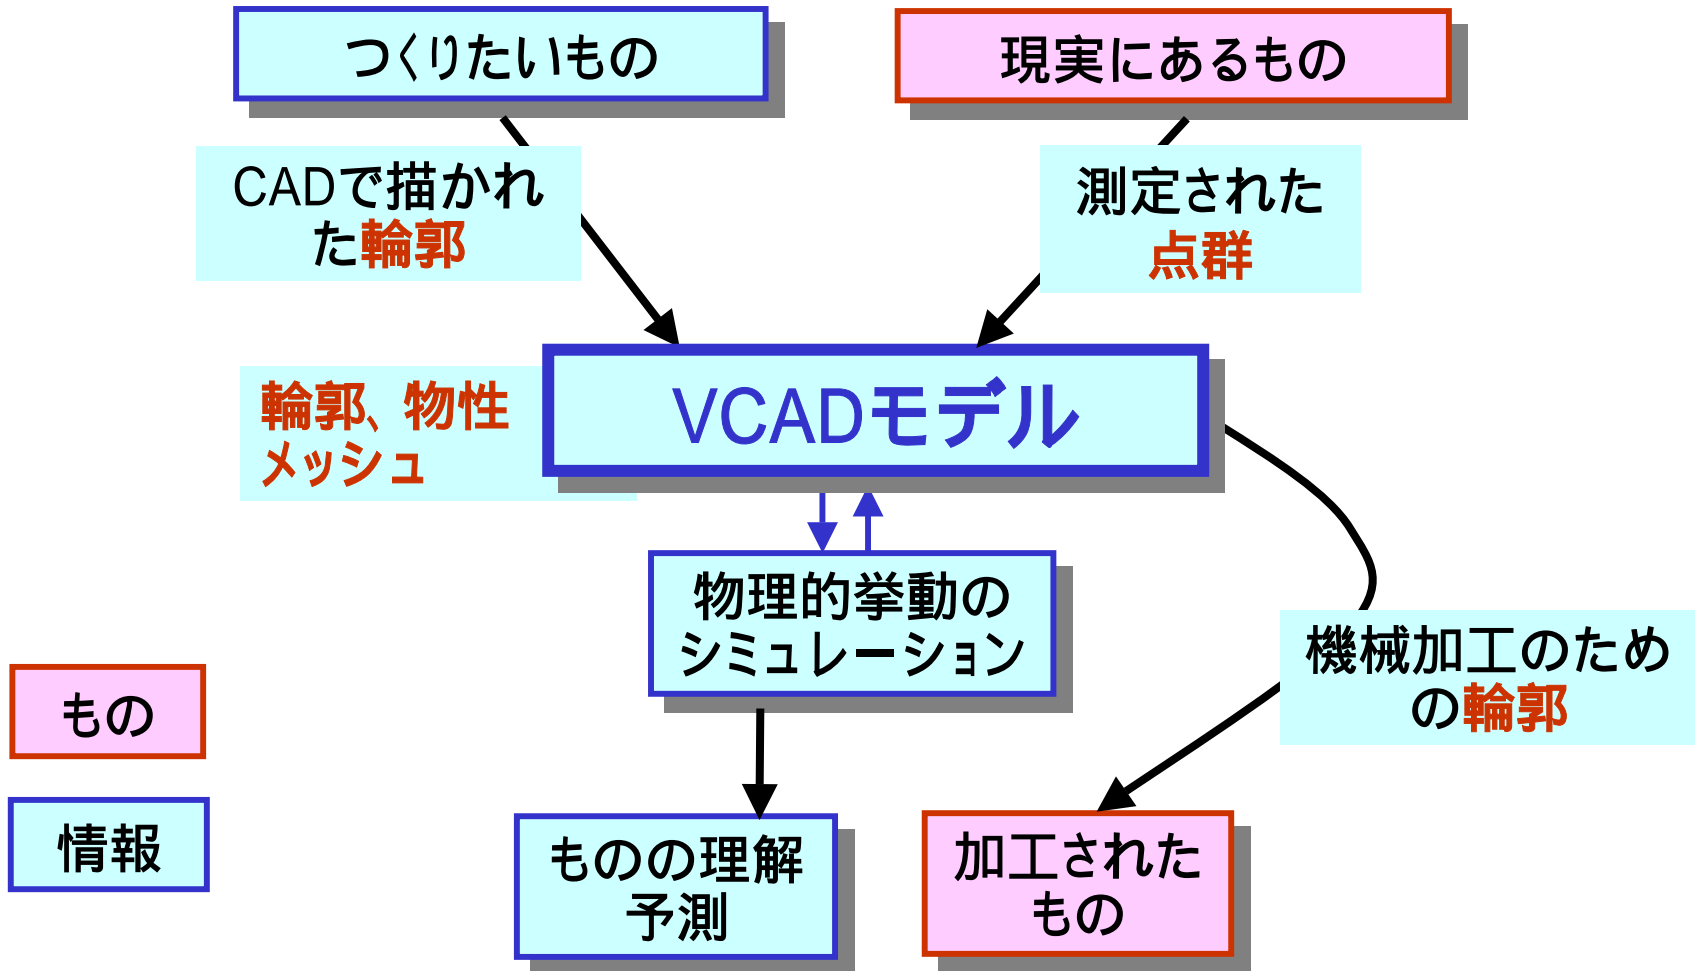 つくりたいもの
現実にあるもの
CADで描かれ
た輪郭
測定された
点群
輪郭、物性
メッシュ
VCADモデル
物理的挙動の
シミュレーション
機械加工のため
の輪郭
もの
情報
ものの理解
予測
加工された
もの